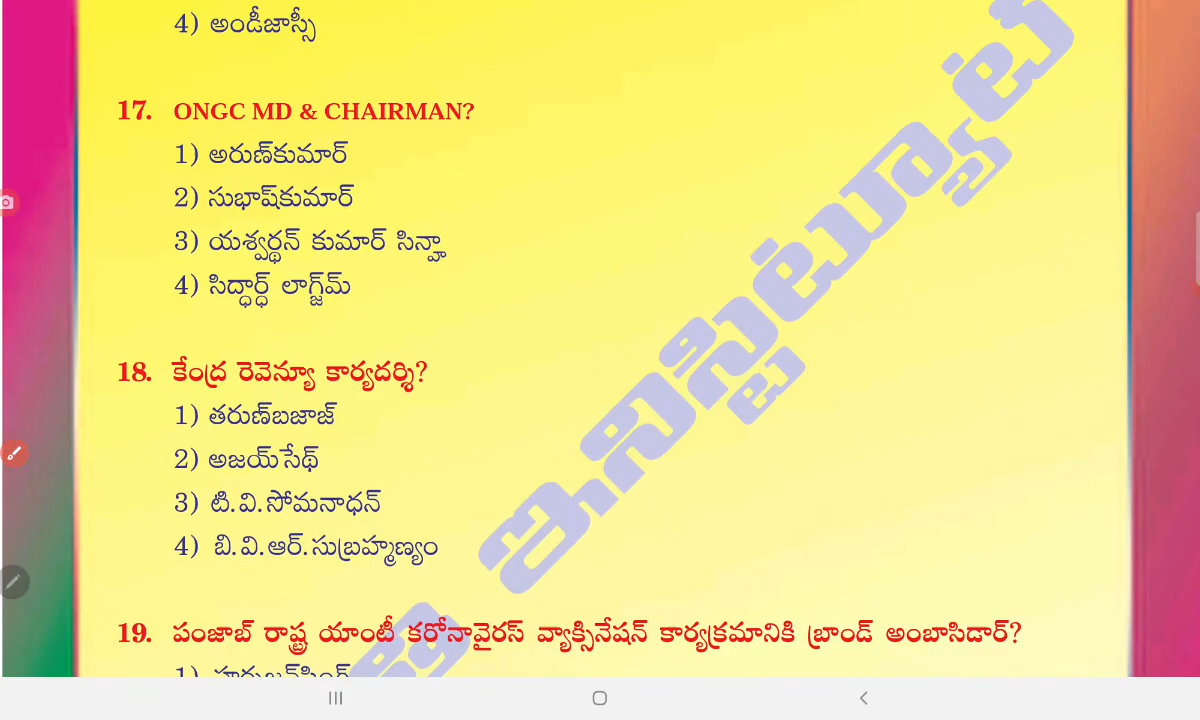 4) అండీజాస్సీ
17. ONGC MD & CHAIRMAN?
1) అరుణ్‌కుమార్
2) సుభాష్‌కుమార్
3) యశ్వర్థన్ కుమార్ సిన్హా
4) సిద్ధార్థ్ లాగ్జ్‌మ్
18. కేంద్ర రెవెన్యూ కార్యదర్శి?
1) తరుణ్‌బజాజ్
2) అజయ్‌సేథ్
3) టి.వి.సోమనాధన్
4) బి.వి.ఆర్.సుబ్రహ్మణ్యం
19. పంజాబ్ రాష్ట్ర యాంటీ కరోనావైరస్ వ్యాక్సినేషన్ కార్యక్రమానికి బ్రాండ్ అంబాసిడార్?